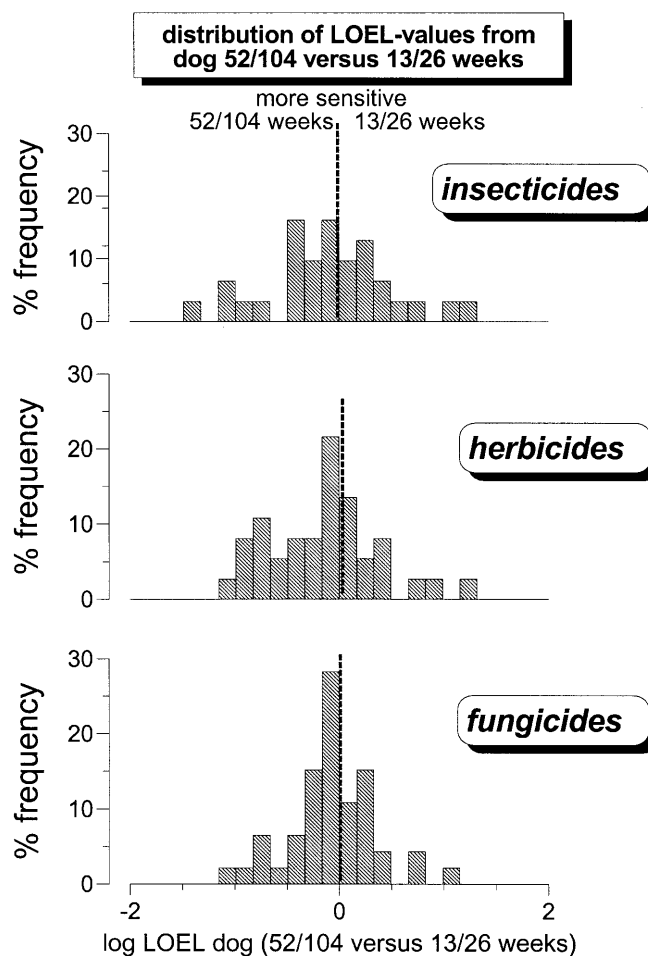 distribution of LOEL-values from
dog 52/104 versus 13/26 weeks
more sensitive
52/104 weeks 13/26 weeks
30
20
10
0
% frequency
insecticides
30
20
10
0
% frequency
herbicides
30
20
10
0
% frequency
fungicides
-2 0 2
log LOEL dog (52/104 versus 13/26 weeks)